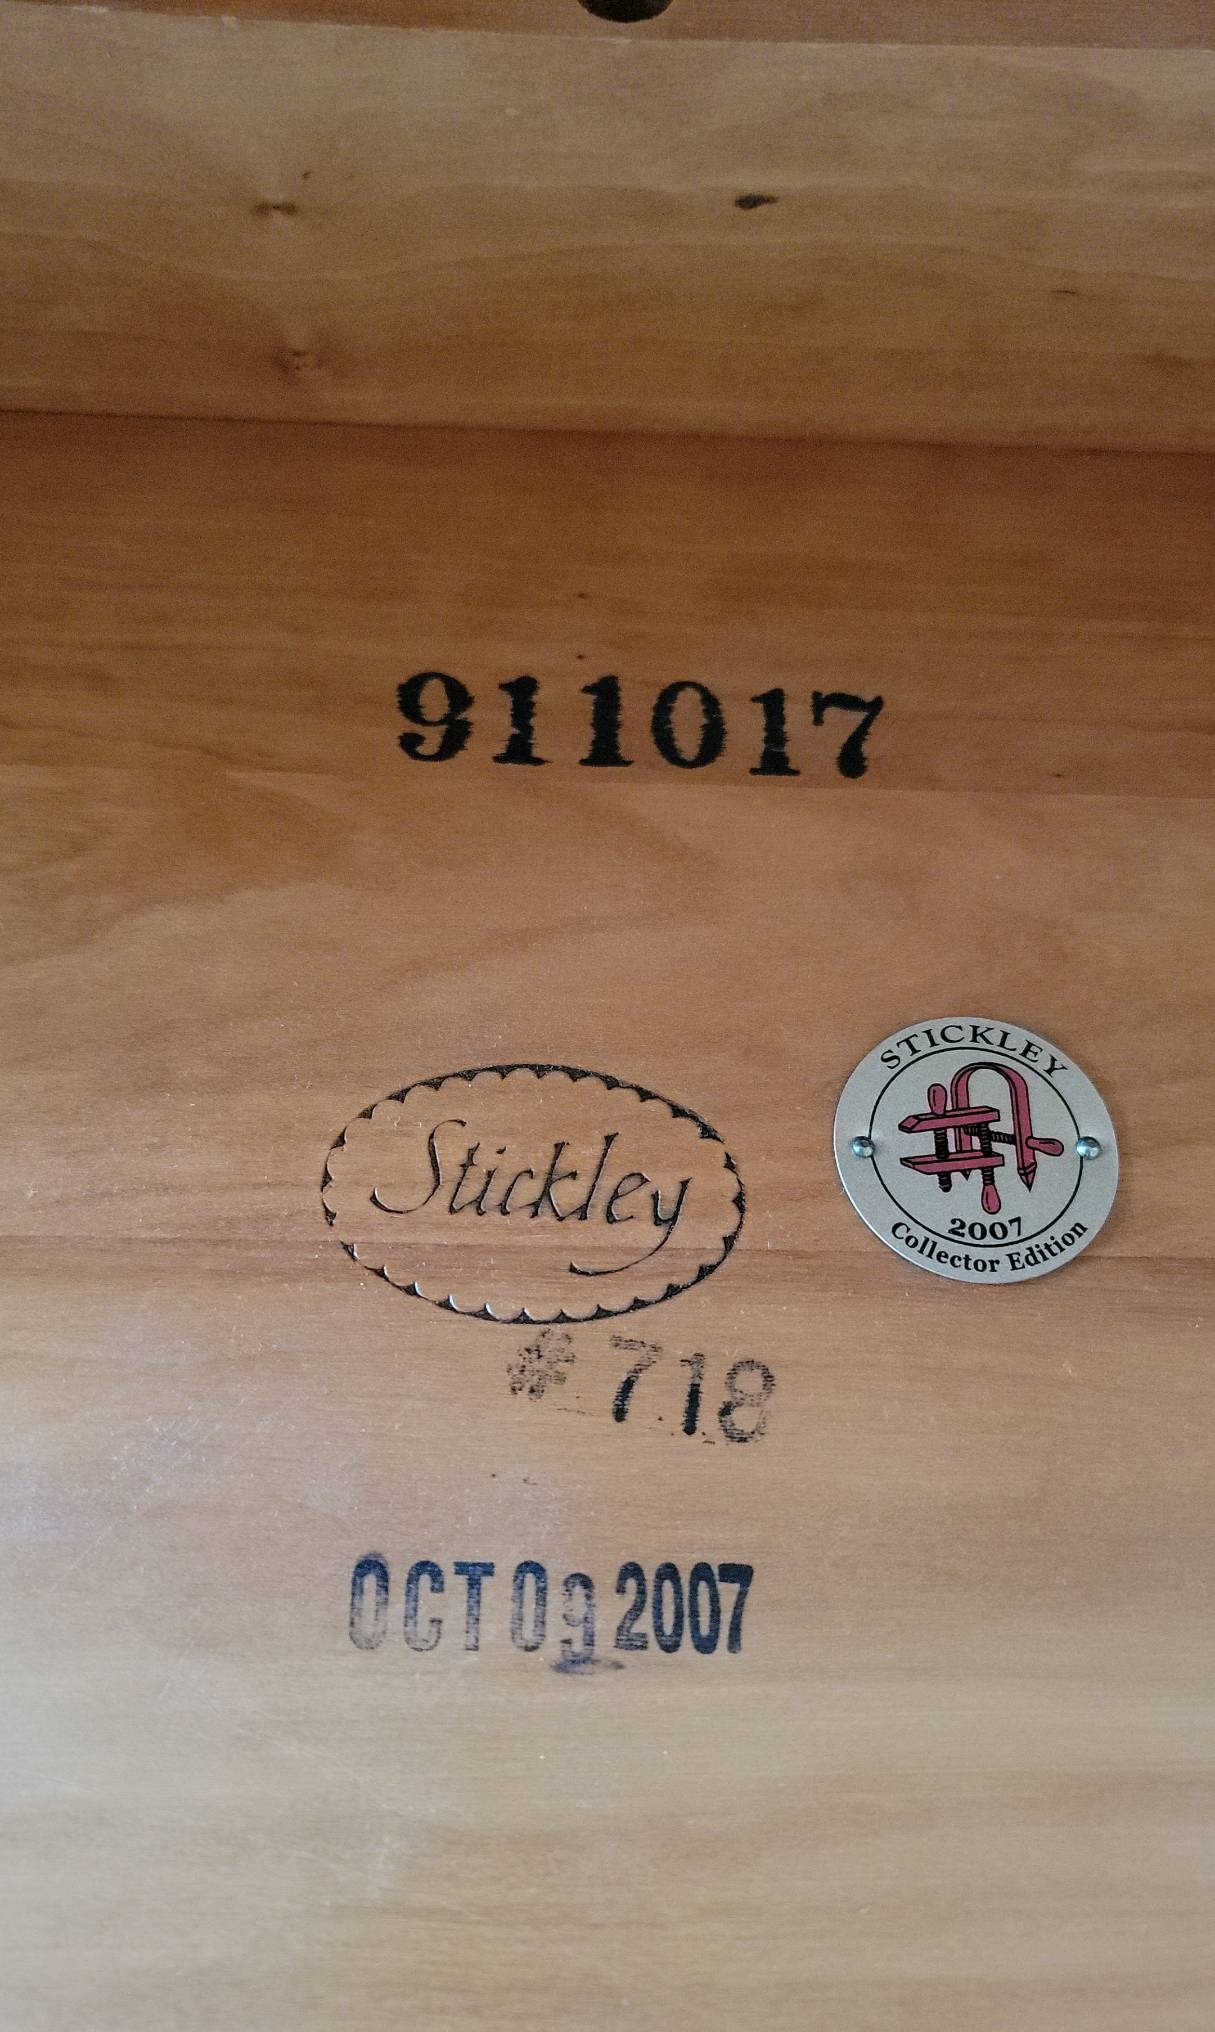 911017
Stickley
STICKLEY
2007
Collector Edition
# 718
OCT 09 2007